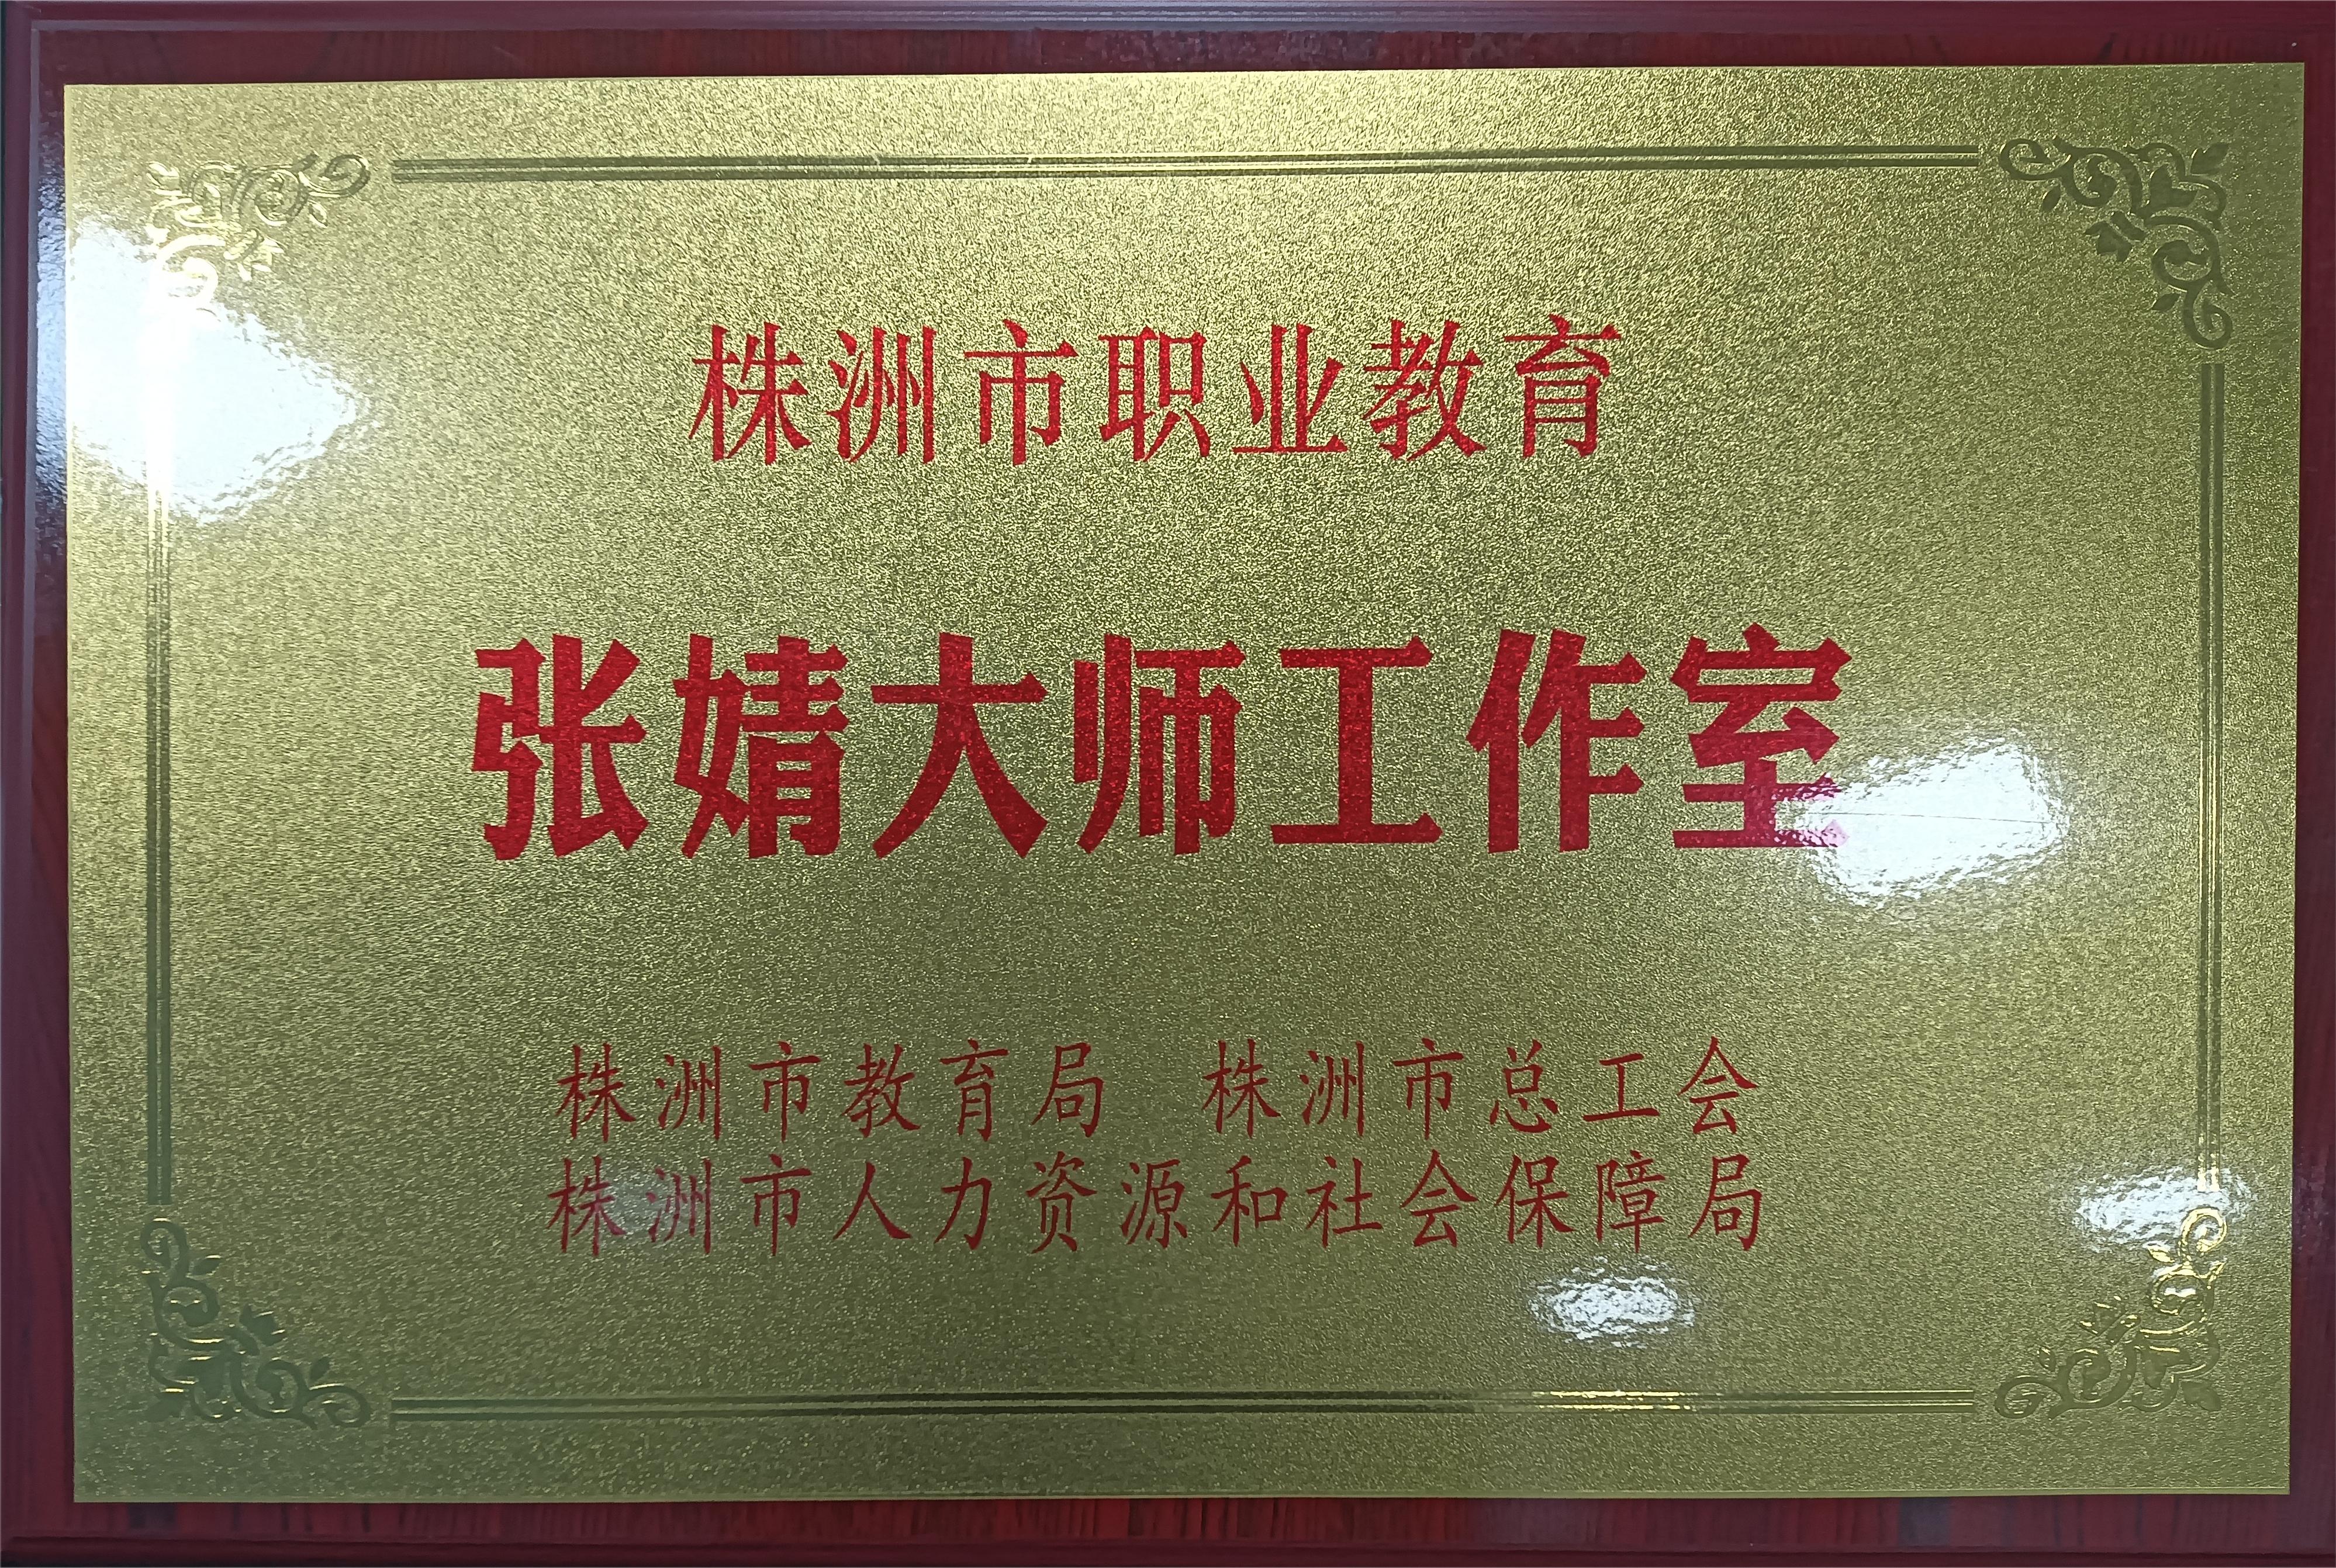 株洲市职业教育
张婧大师工作室
株洲市教育局 株洲市总工会
株洲市人力资源和社会保障局